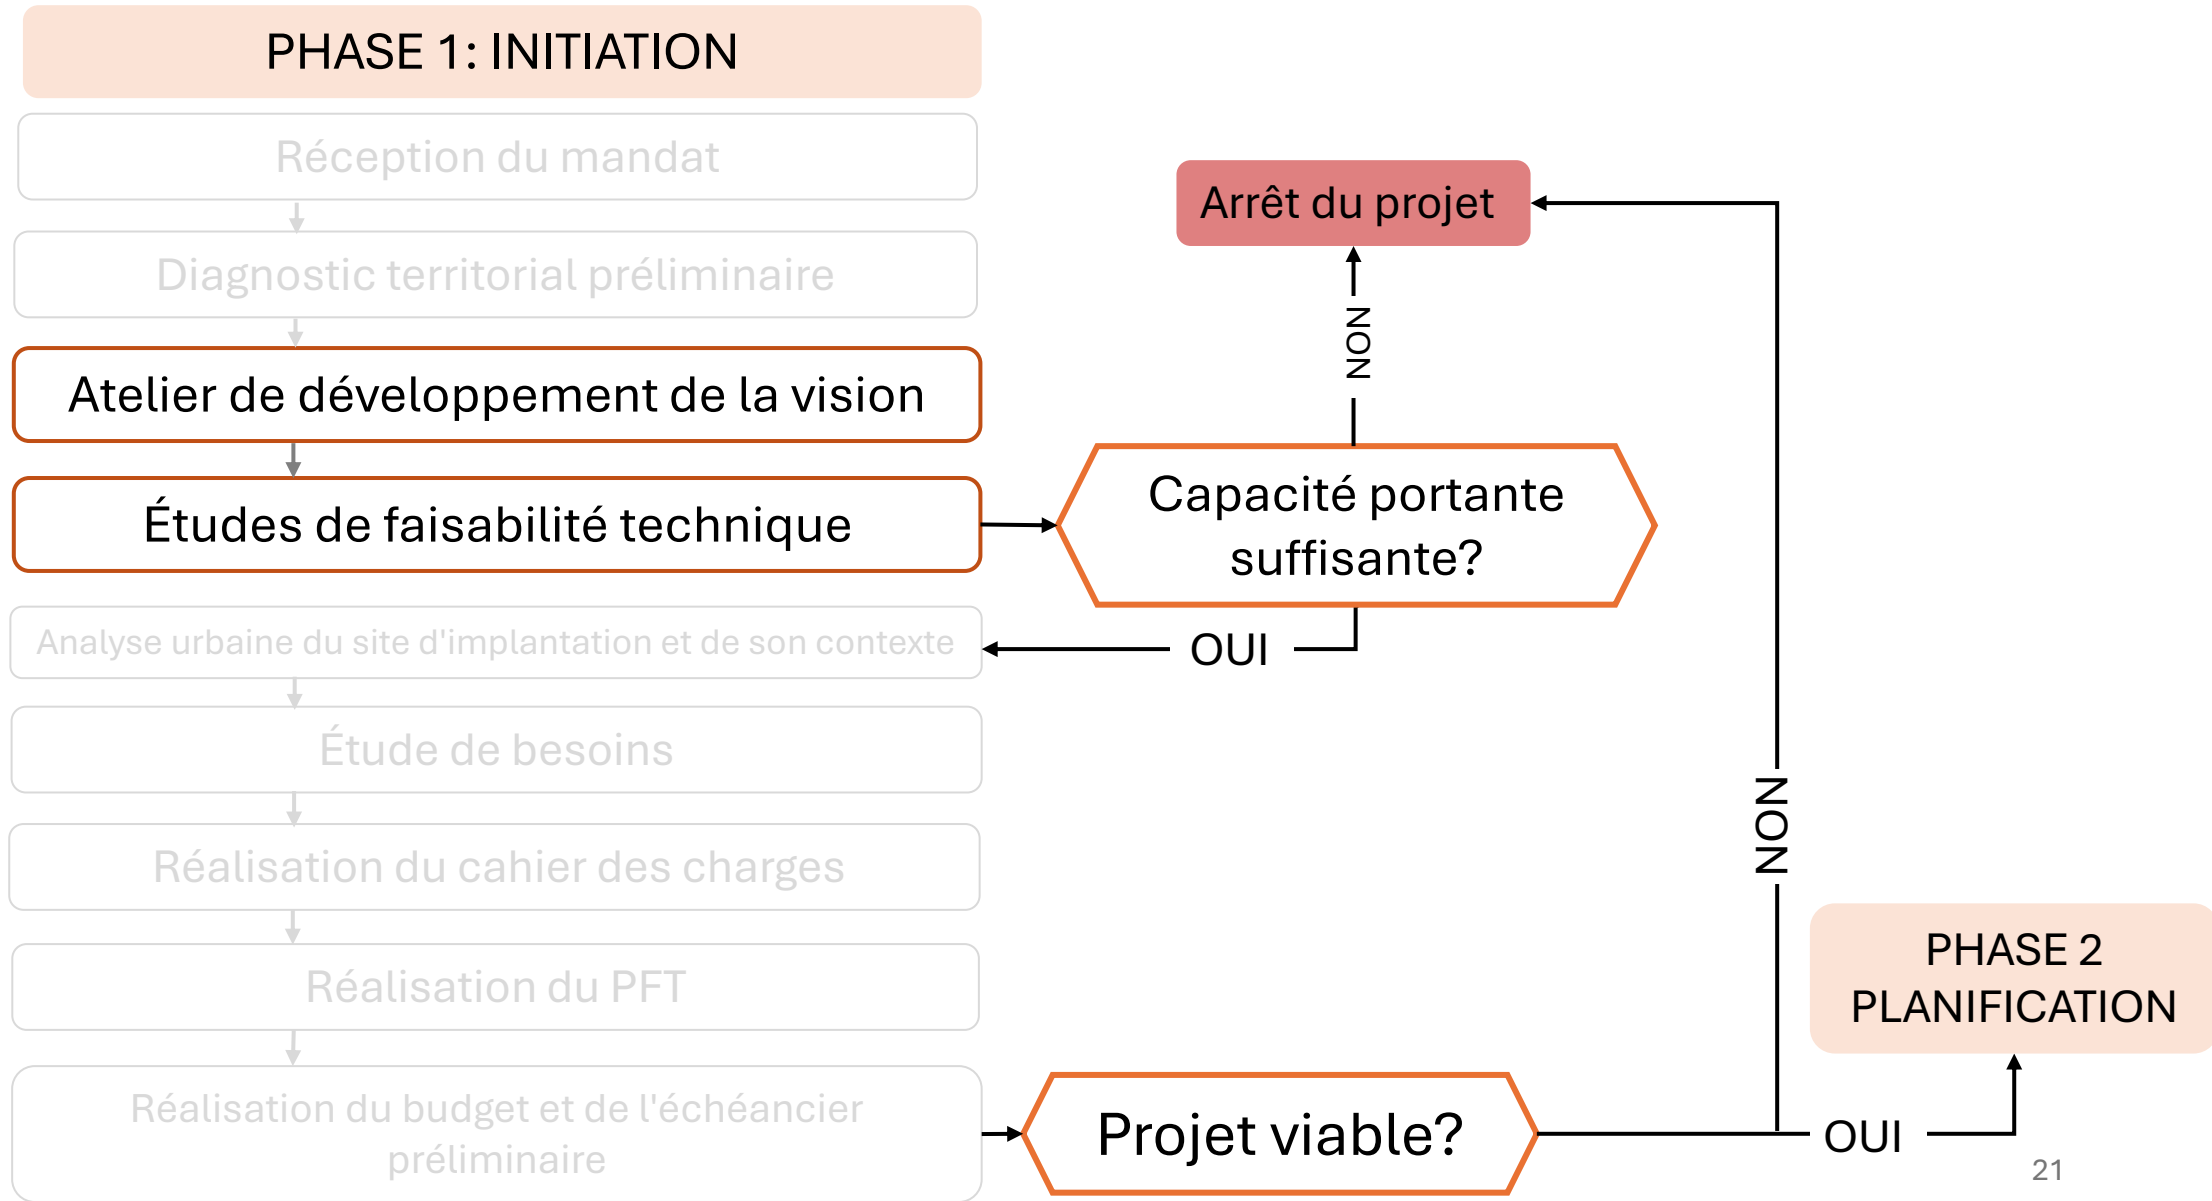 PHASE 1: INITIATION
Réception du mandat
Diagnostic territorial préliminaire
Atelier de développement de la vision
Études de faisabilité technique
Analyse urbaine du site d'implantation et de son contexte
Étude de besoins
Réalisation du cahier des charges
Réalisation du PFT
Réalisation du budget et de l'échéancier
préliminaire
Arrêt du projet
NON
Capacité portante
suffisante?
OUI
Projet viable?
NON
OUI
PHASE 2
PLANIFICATION
21